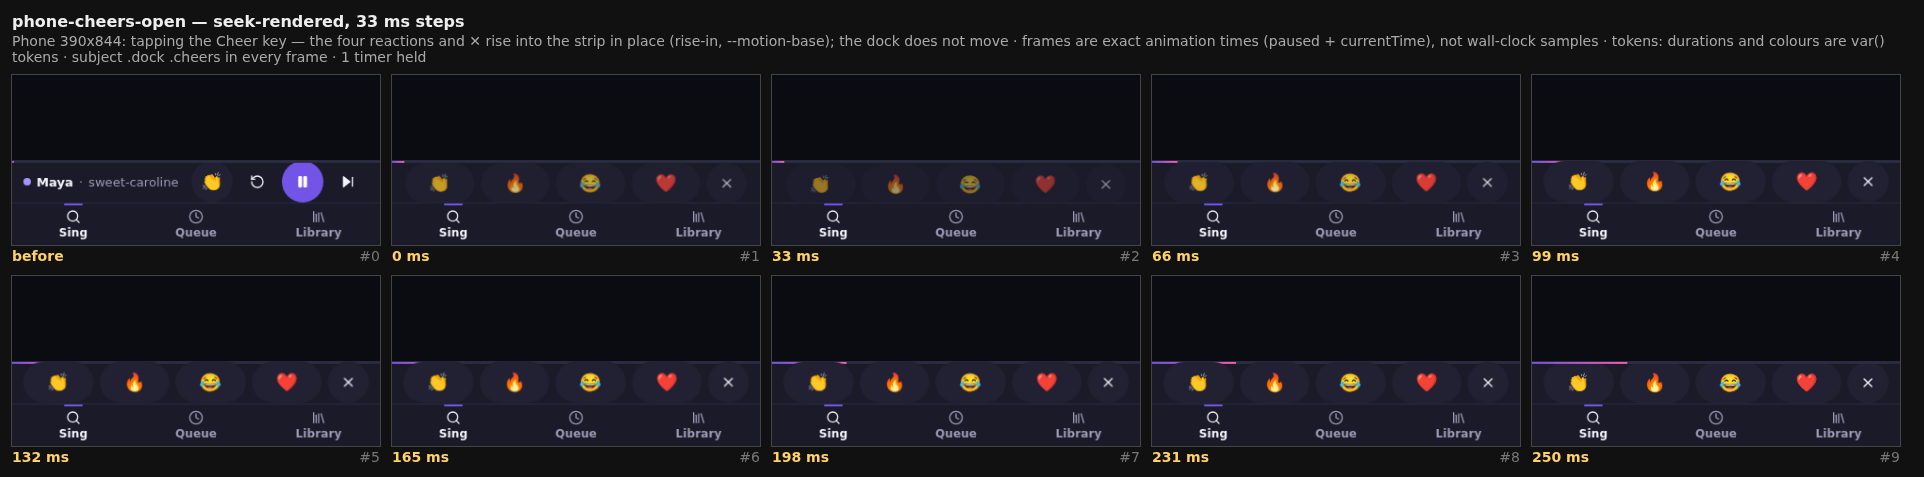 phone-cheers-open — seek-rendered, 33 ms steps
Phone 390x844: tapping the Cheer key — the four reactions and ✕ rise into the strip in place (rise-in, --motion-base); the dock does not move · frames are exact animation times (paused + currentTime), not wall-clock samples · tokens: durations and colours are var()
tokens · subject .dock .cheers in every frame · 1 timer held
Maya · sweet-caroline
Sing Queue Library
Sing Queue Library
Sing Queue Library
Sing Queue Library
Sing Queue Library
before #0
0 ms #1
33 ms #2
66 ms #3
99 ms #4
Sing Queue Library
Sing Queue Library
Sing Queue Library
Sing Queue Library
Sing Queue Library
132 ms #5
165 ms #6
198 ms #7
231 ms #8
250 ms #9